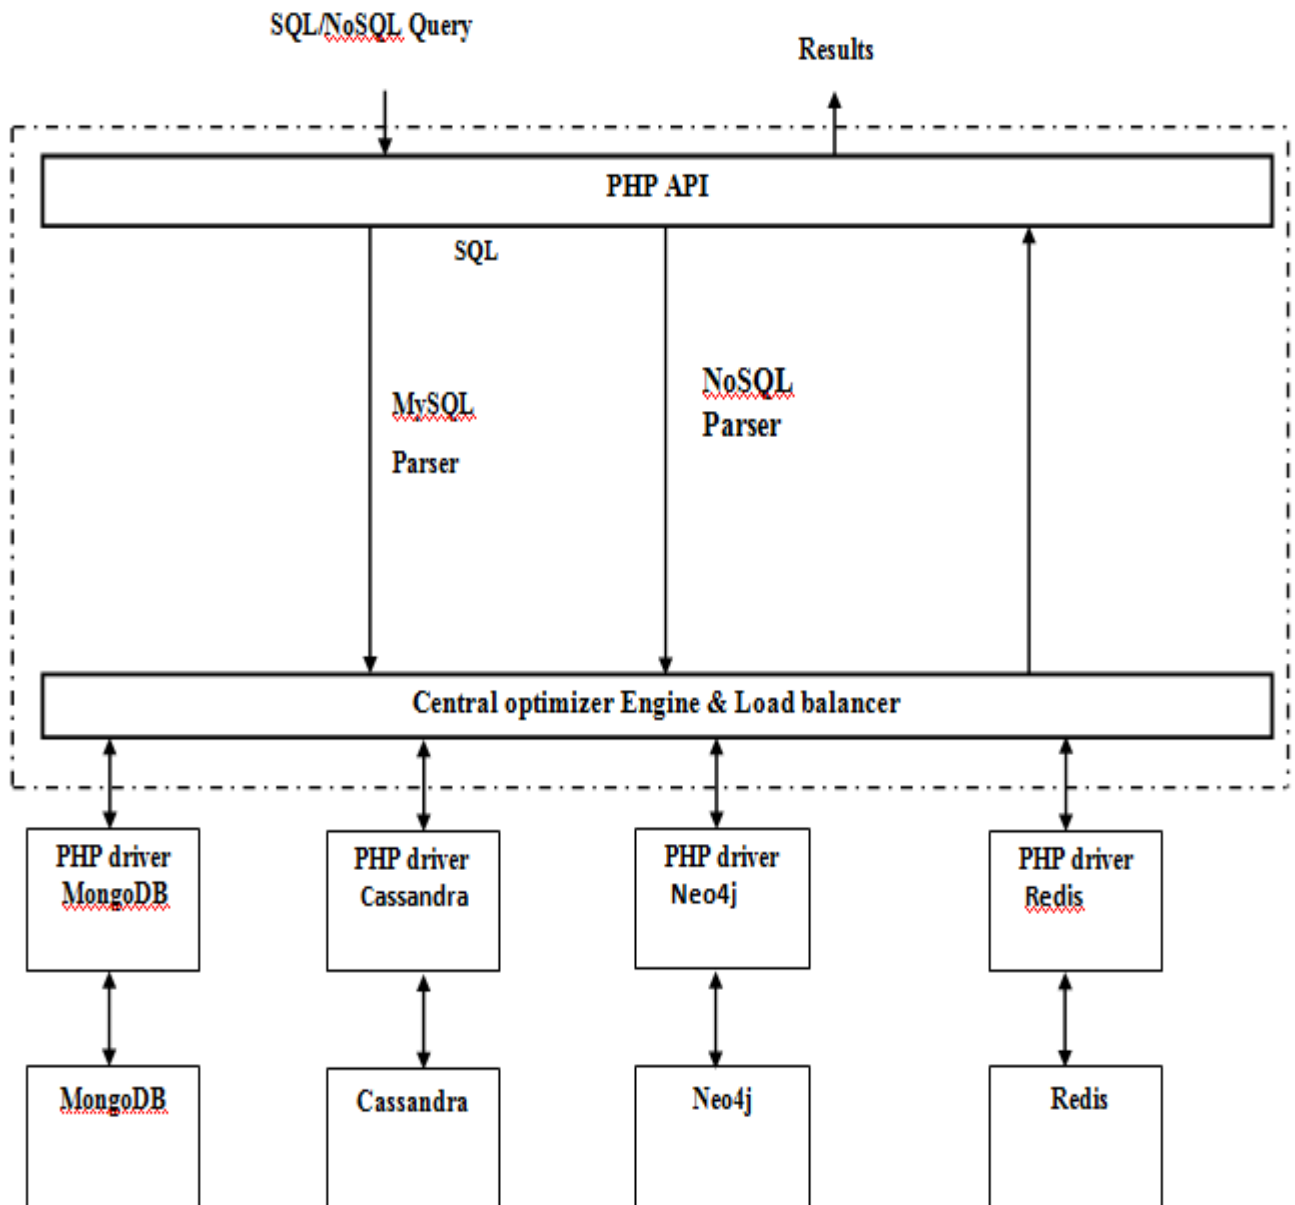 SQL/NoSQL Query
Results
PHP API
SQL
MySQL
Parser
NoSQL
Parser
Central optimizer Engine & Load balancer
PHP driver
MongoDB
PHP driver
Cassandra
PHP driver
Neo4j
PHP driver
Redis
MongoDB
Cassandra
Neo4j
Redis